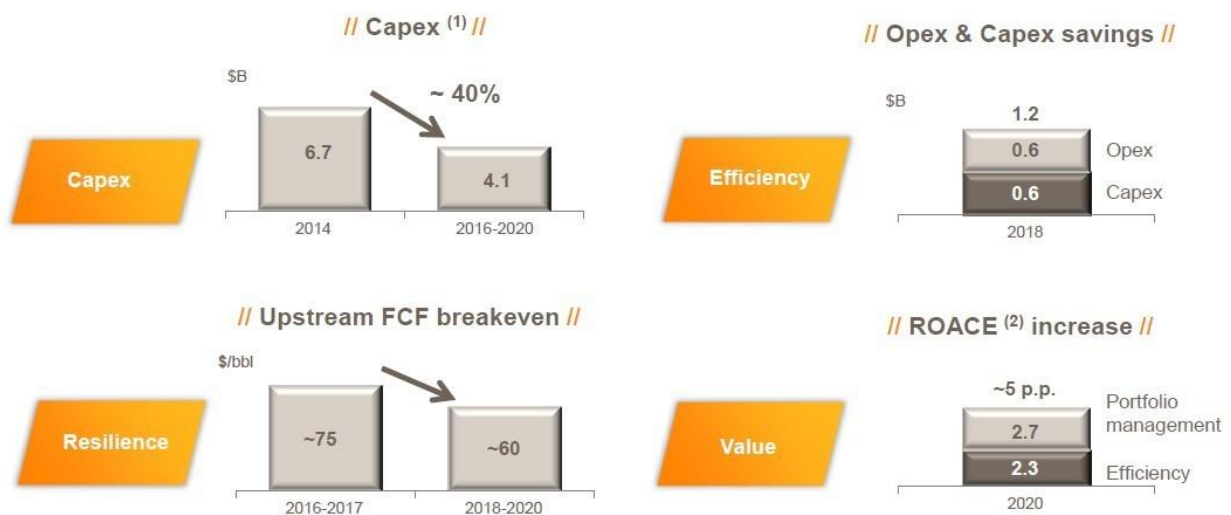 // Capex (1) //
$B
~ 40%
6.7
4.1
2014
2016-2020
Capex
// Opex & Capex savings //
$B
1.2
0.6
Opex
0.6
Capex
2018
Efficiency
// Upstream FCF breakeven //
$/bbl
~75
~60
2016-2017
2018-2020
Resilience
// ROACE (2) increase //
~5 p.p.
2.7
Portfolio
management
2.3
Efficiency
2020
Value